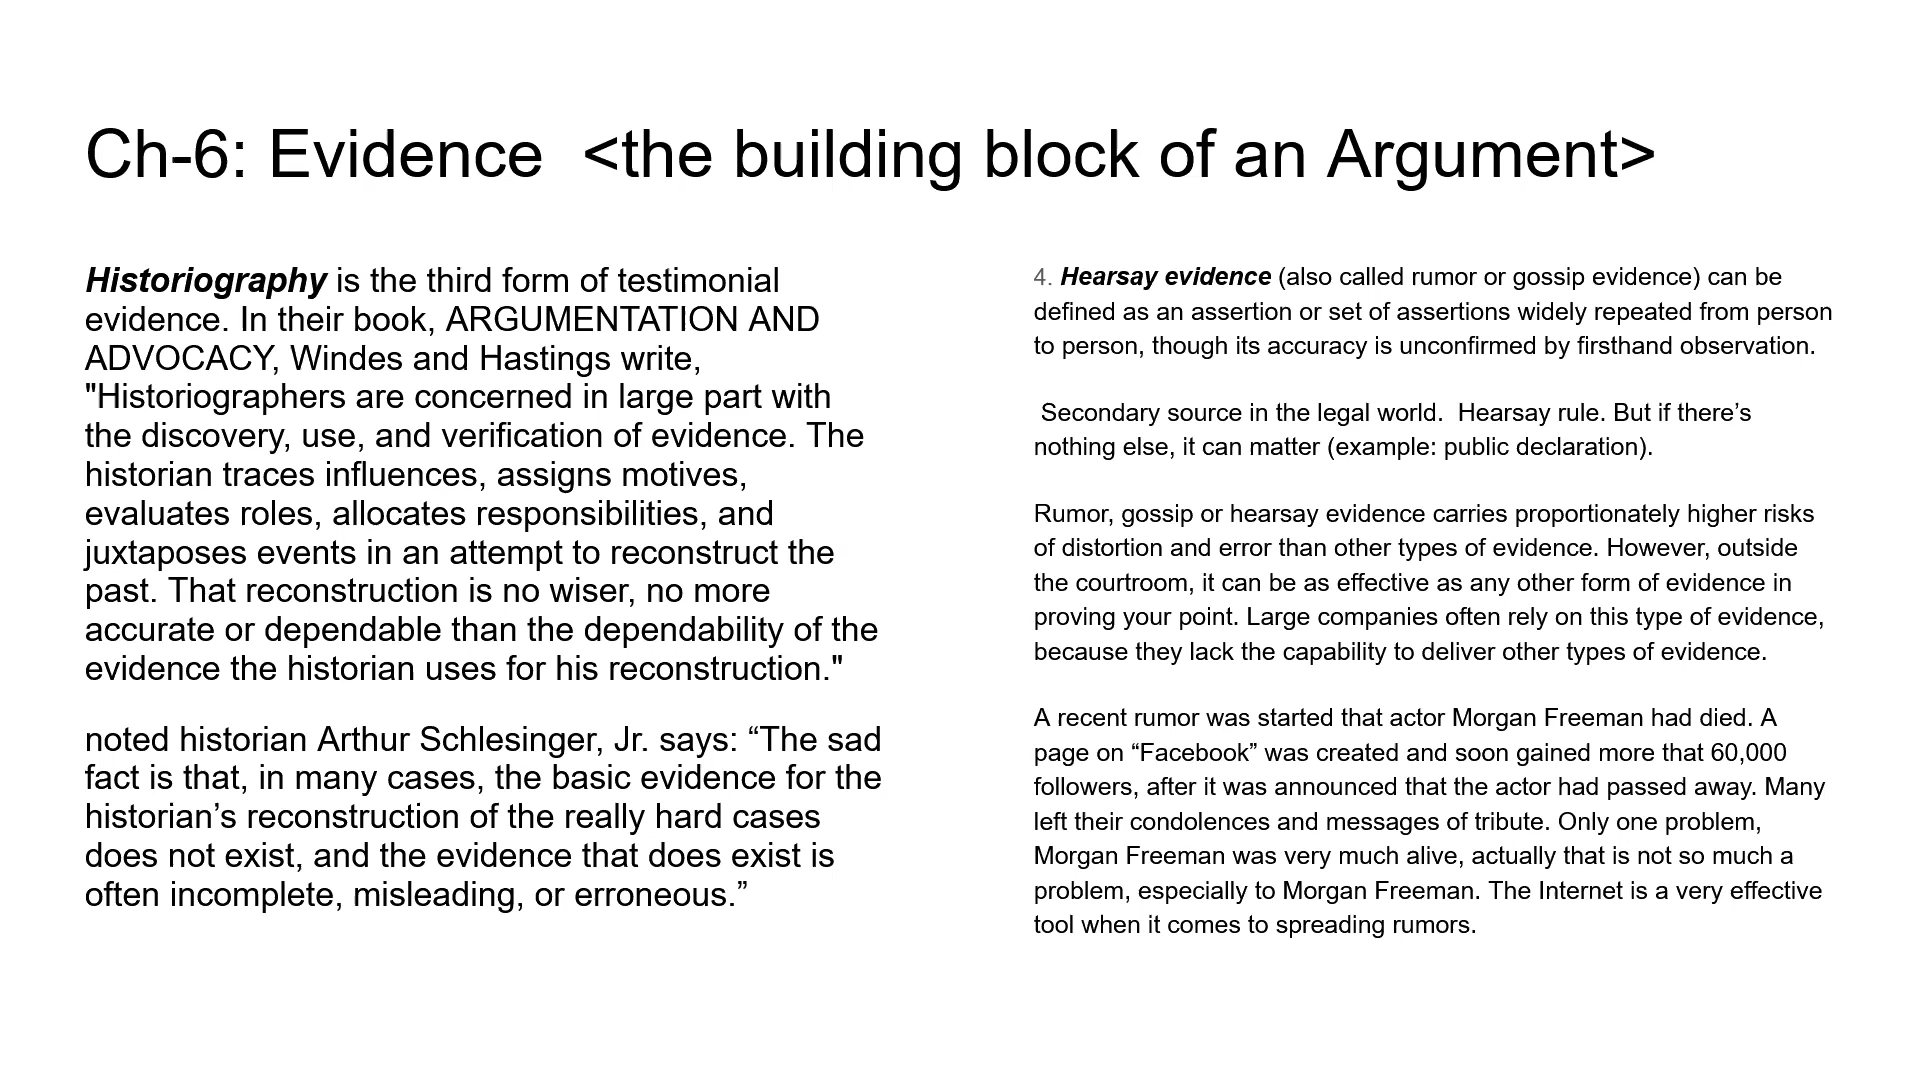 Ch-6: Evidence  <the building block of an Argument>
Historiography is the third form of testimonial
evidence. In their book, ARGUMENTATION AND
ADVOCACY, Windes and Hastings write,
"Historiographers are concerned in large part with
the discovery, use, and verification of evidence. The
historian traces influences, assigns motives,
evaluates roles, allocates responsibilities, and
juxtaposes events in an attempt to reconstruct the
past. That reconstruction is no wiser, no more
accurate or dependable than the dependability of the
evidence the historian uses for his reconstruction."
noted historian Arthur Schlesinger, Jr. says: “The sad
fact is that, in many cases, the basic evidence for the
historian’s reconstruction of the really hard cases
does not exist, and the evidence that does exist is
often incomplete, misleading, or erroneous.”
4. Hearsay evidence (also called rumor or gossip evidence) can be
defined as an assertion or set of assertions widely repeated from person
to person, though its accuracy is unconfirmed by firsthand observation.
Secondary source in the legal world.  Hearsay rule. But if there’s
nothing else, it can matter (example: public declaration).
Rumor, gossip or hearsay evidence carries proportionately higher risks
of distortion and error than other types of evidence. However, outside
the courtroom, it can be as effective as any other form of evidence in
proving your point. Large companies often rely on this type of evidence,
because they lack the capability to deliver other types of evidence.
A recent rumor was started that actor Morgan Freeman had died. A
page on “Facebook” was created and soon gained more that 60,000
followers, after it was announced that the actor had passed away. Many
left their condolences and messages of tribute. Only one problem,
Morgan Freeman was very much alive, actually that is not so much a
problem, especially to Morgan Freeman. The Internet is a very effective
tool when it comes to spreading rumors.